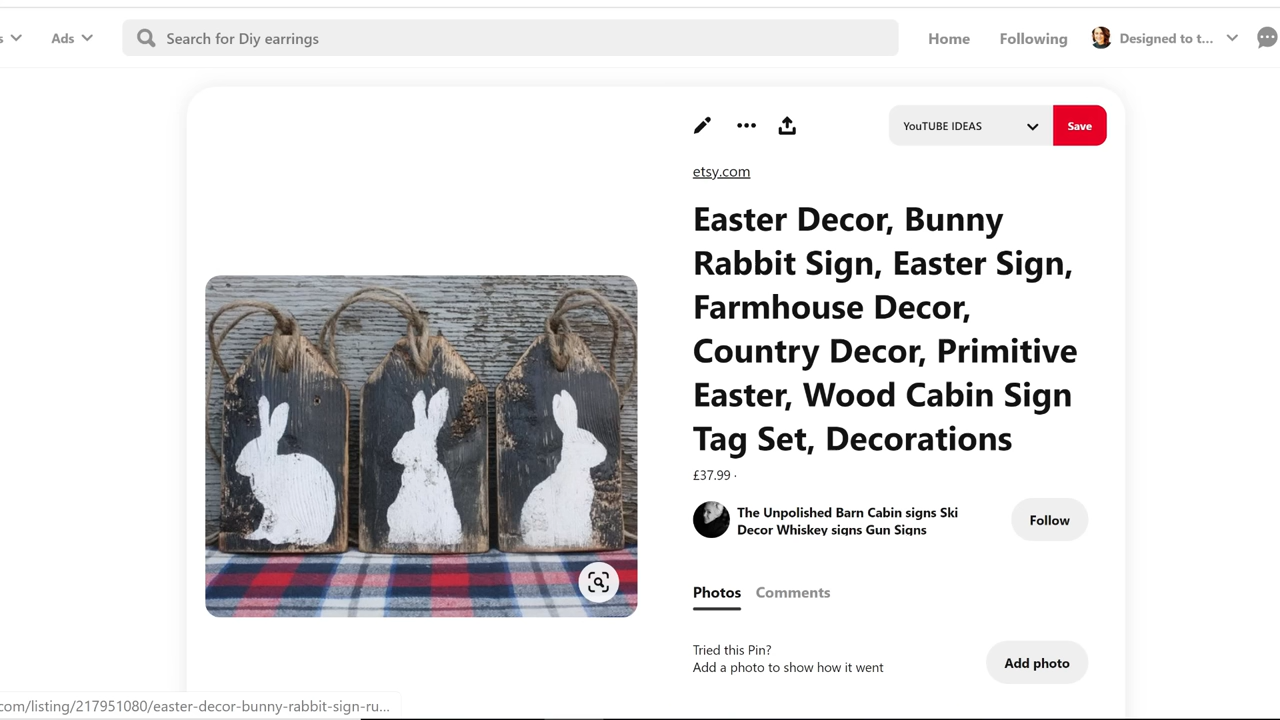 s
Ads
Search for Diy earrings
Home
Following
Designed to t...
YouTUBE IDEAS
Save
etsy.com
Easter Decor, Bunny
Rabbit Sign, Easter Sign,
Farmhouse Decor,
Country Decor, Primitive
Easter, Wood Cabin Sign
Tag Set, Decorations
£37.99 ·
The Unpolished Barn Cabin signs Ski
Decor Whiskey signs Gun Signs
Follow
Photos
Comments
Tried this Pin?
Add a photo to show how it went
Add photo
com/listing/217951080/easter-decor-bunny-rabbit-sign-ru...